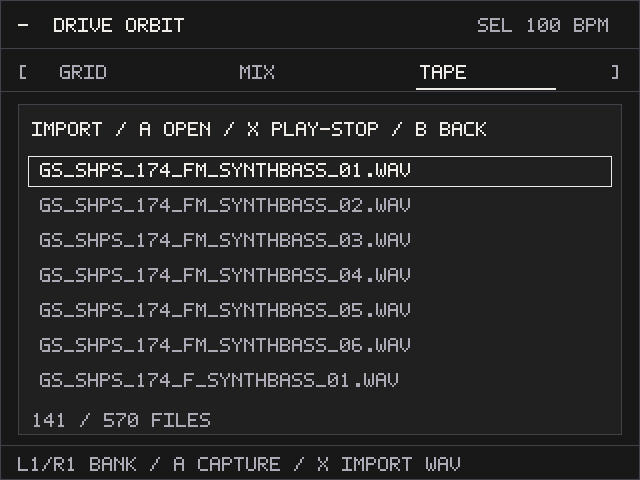 — DRIVE ORBIT SEL 100 BPM
[ GRID MIX TAPE ]
IMPORT / A OPEN / X PLAY-STOP / B BACK
GS_SHPS_174_FM_SYNTHBASS_01.WAV
GS_SHPS_174_FM_SYNTHBASS_02.WAV
GS_SHPS_174_FM_SYNTHBASS_03.WAV
GS_SHPS_174_FM_SYNTHBASS_04.WAV
GS_SHPS_174_FM_SYNTHBASS_05.WAV
GS_SHPS_174_FM_SYNTHBASS_06.WAV
GS_SHPS_174_F_SYNTHBASS_01.WAV
141 / 570 FILES
L1/R1 BANK / A CAPTURE / X IMPORT WAV